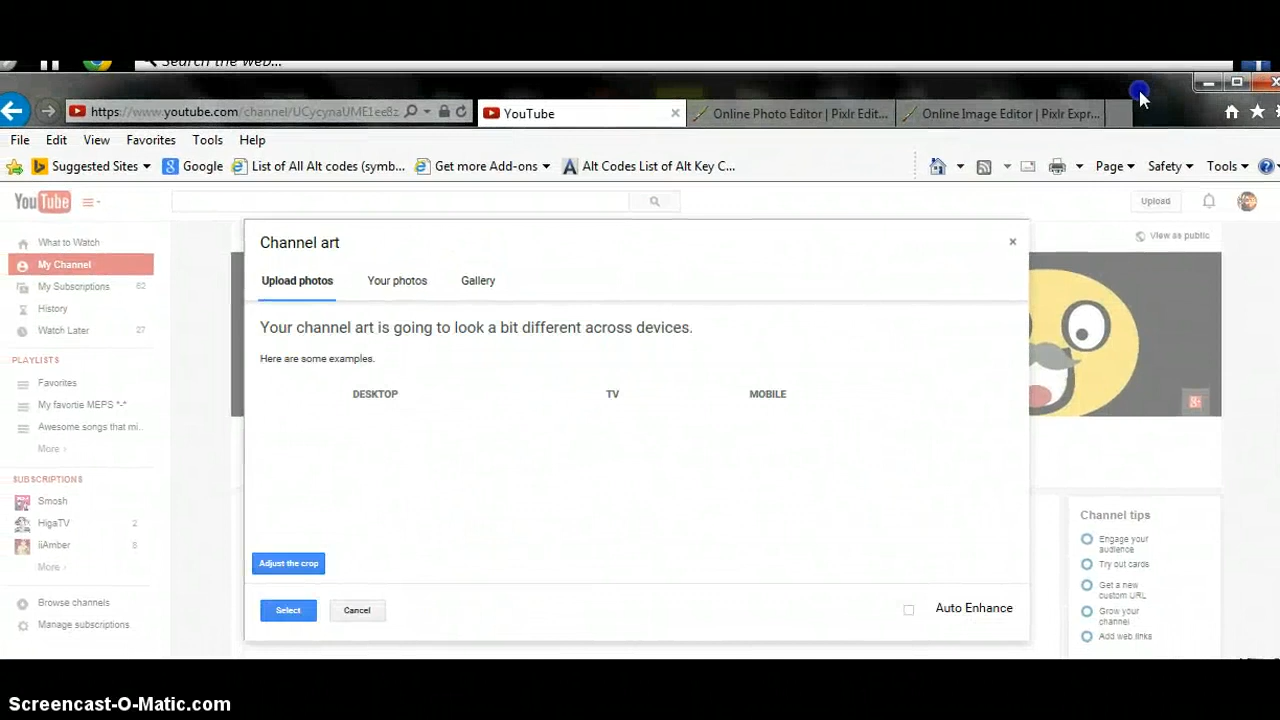 Search the web...
https://www.youtube.com/channel/UCycynaUME1ee8z
YouTube
Online Photo Editor | Pixlr Edit...
Online Image Editor | Pixlr Expr...
File Edit View Favorites Tools Help
Suggested Sites
Google
List of All Alt codes (symb...
Get more Add-ons
Alt Codes List of Alt Key C...
Page
Safety
Tools
YouTube
Upload
What to Watch
My Channel
My Subscriptions 62
History
Watch Later 27
PLAYLISTS
Favorites
My favortie MEPS *-*
Awesome songs that mi..
More
SUBSCRIPTIONS
Smosh
HigaTV 2
iiAmber 8
More
Browse channels
Manage subscriptions
View as public
Channel art
Upload photos Your photos Gallery
Your channel art is going to look a bit different across devices.
Here are some examples.
DESKTOP TV MOBILE
Adjust the crop
Select Cancel
Auto Enhance
Channel tips
Engage your
audience
Try out cards
Get a new
custom URL
Grow your
channel
Add web links
Screencast-O-Matic.com